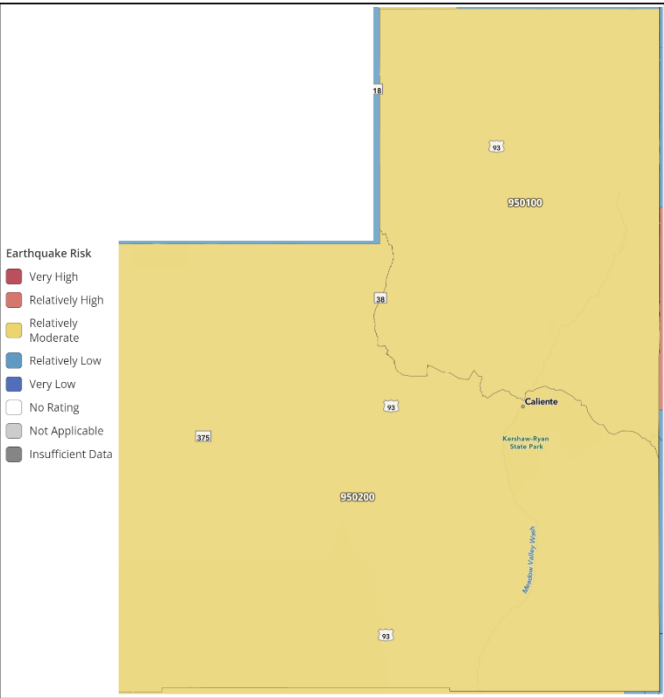 18
93
950100
Earthquake Risk
Very High
Relatively High
Relatively
Moderate
Relatively Low
Very Low
No Rating
Not Applicable
Insufficient Data
38
93
Caliente
375
Kershaw-Ryan
State Park
950200
Meadow Valley Wash
93